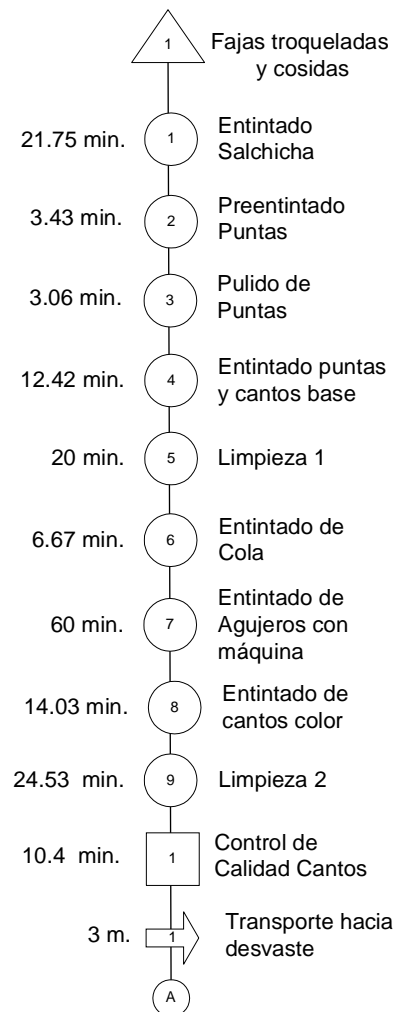 1
Fajas troqueladas
y cosidas
21.75 min.
1
Entintado
Salchicha
3.43 min.
2
Preentintado
Puntas
3.06 min.
3
Pulido de
Puntas
12.42 min.
4
Entintado puntas
y cantos base
20 min.
5
Limpieza 1
6.67 min.
6
Entintado de
Cola
60 min.
7
Entintado de
Agujeros con
máquina
14.03 min.
8
Entintado de
cantos color
24.53 min.
9
Limpieza 2
10.4 min.
1
Control de
Calidad Cantos
3 m.
1
Transporte hacia
desvaste
A